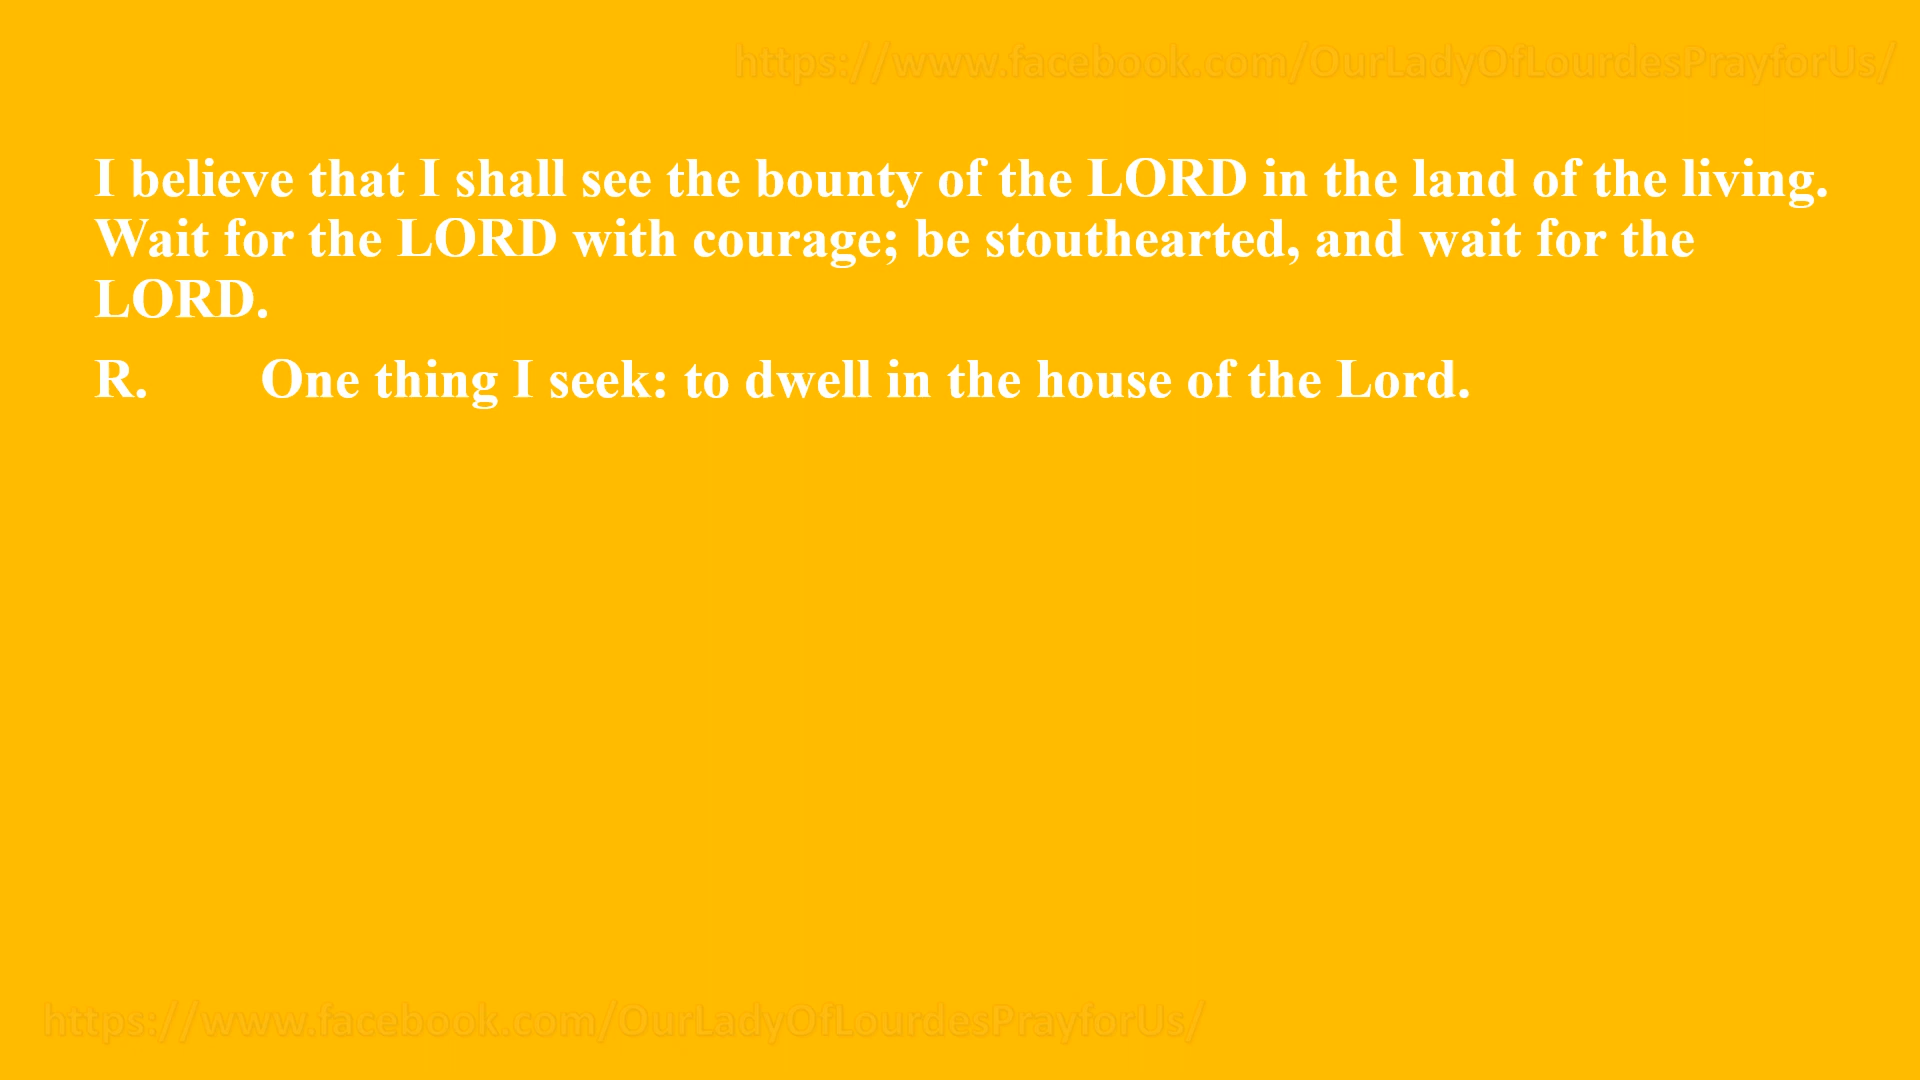 https://www.facebook.com/OurLadyOfLourdesPrayforUs/
I believe that I shall see the bounty of the LORD in the land of the living.
Wait for the LORD with courage; be stouthearted, and wait for the
LORD.
R. One thing I seek: to dwell in the house of the Lord.
https://www.facebook.com/OurLadyOfLourdesPrayforUs/